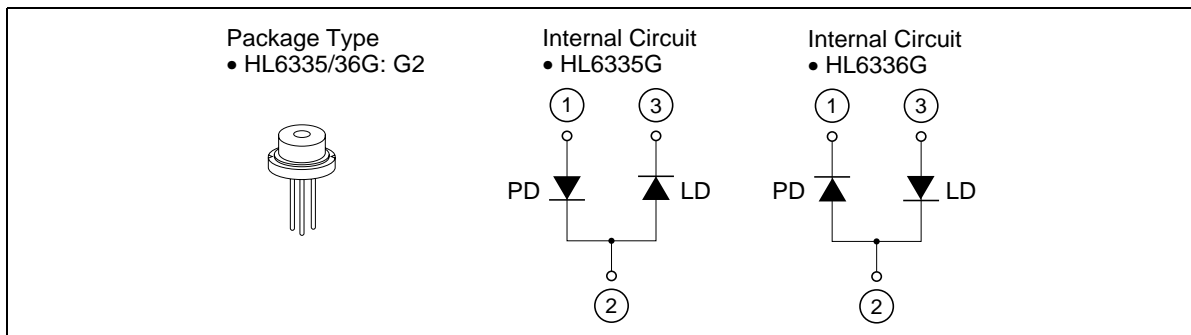 Package Type
• HL6335/36G: G2
Internal Circuit
• HL6335G
1
3
PD
LD
2
Internal Circuit
• HL6336G
1
3
PD
LD
2